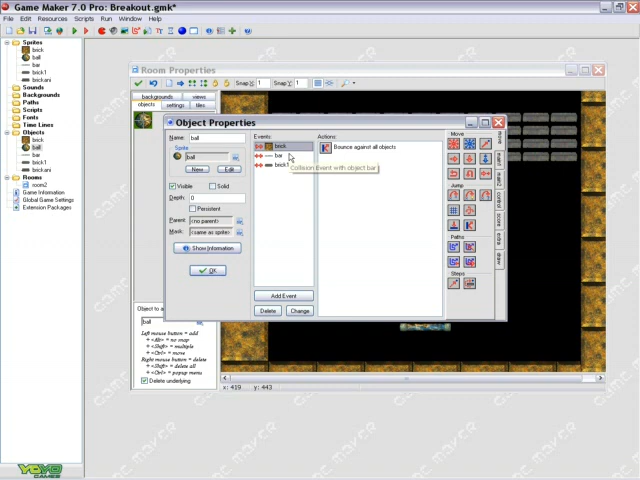 Game Maker 7.0 Pro: Breakout.gmk*
File Edit Resources Scripts Run Window Help
Sprites
brick
ball
bar
brick1
brickani
Sounds
Backgrounds
Paths
Scripts
Fonts
Time Lines
Objects
brick
ball
bar
brick1
brickani
Rooms
room2
Game Information
Global Game Settings
Extension Packages
YOYO
GAMES
Room Properties
Snap X: 1 Snap Y: 1
backgrounds views
objects settings tiles
Object Properties
Name: ball
Sprite
ball
New Edit
Visible Solid
Depth: 0
Persistent
Parent: <no parent>
Mask: <same as sprite>
Show Information
OK
Events:
brick
bar
brick1
Collision Event with object bar
Add Event
Delete Change
Actions:
Bounce against all objects
Move
Jump
Paths
Steps
move
main1
main2
control
score
extra
draw
ball
Left mouse button = add
+ <Alt> = no snap
+ <Shift> = multiple
+ <Ctrl> = move
Right mouse button = delete
+ <Shift> = delete all
+ <Ctrl> = popup menu
Delete underlying
x: 419 y: 443